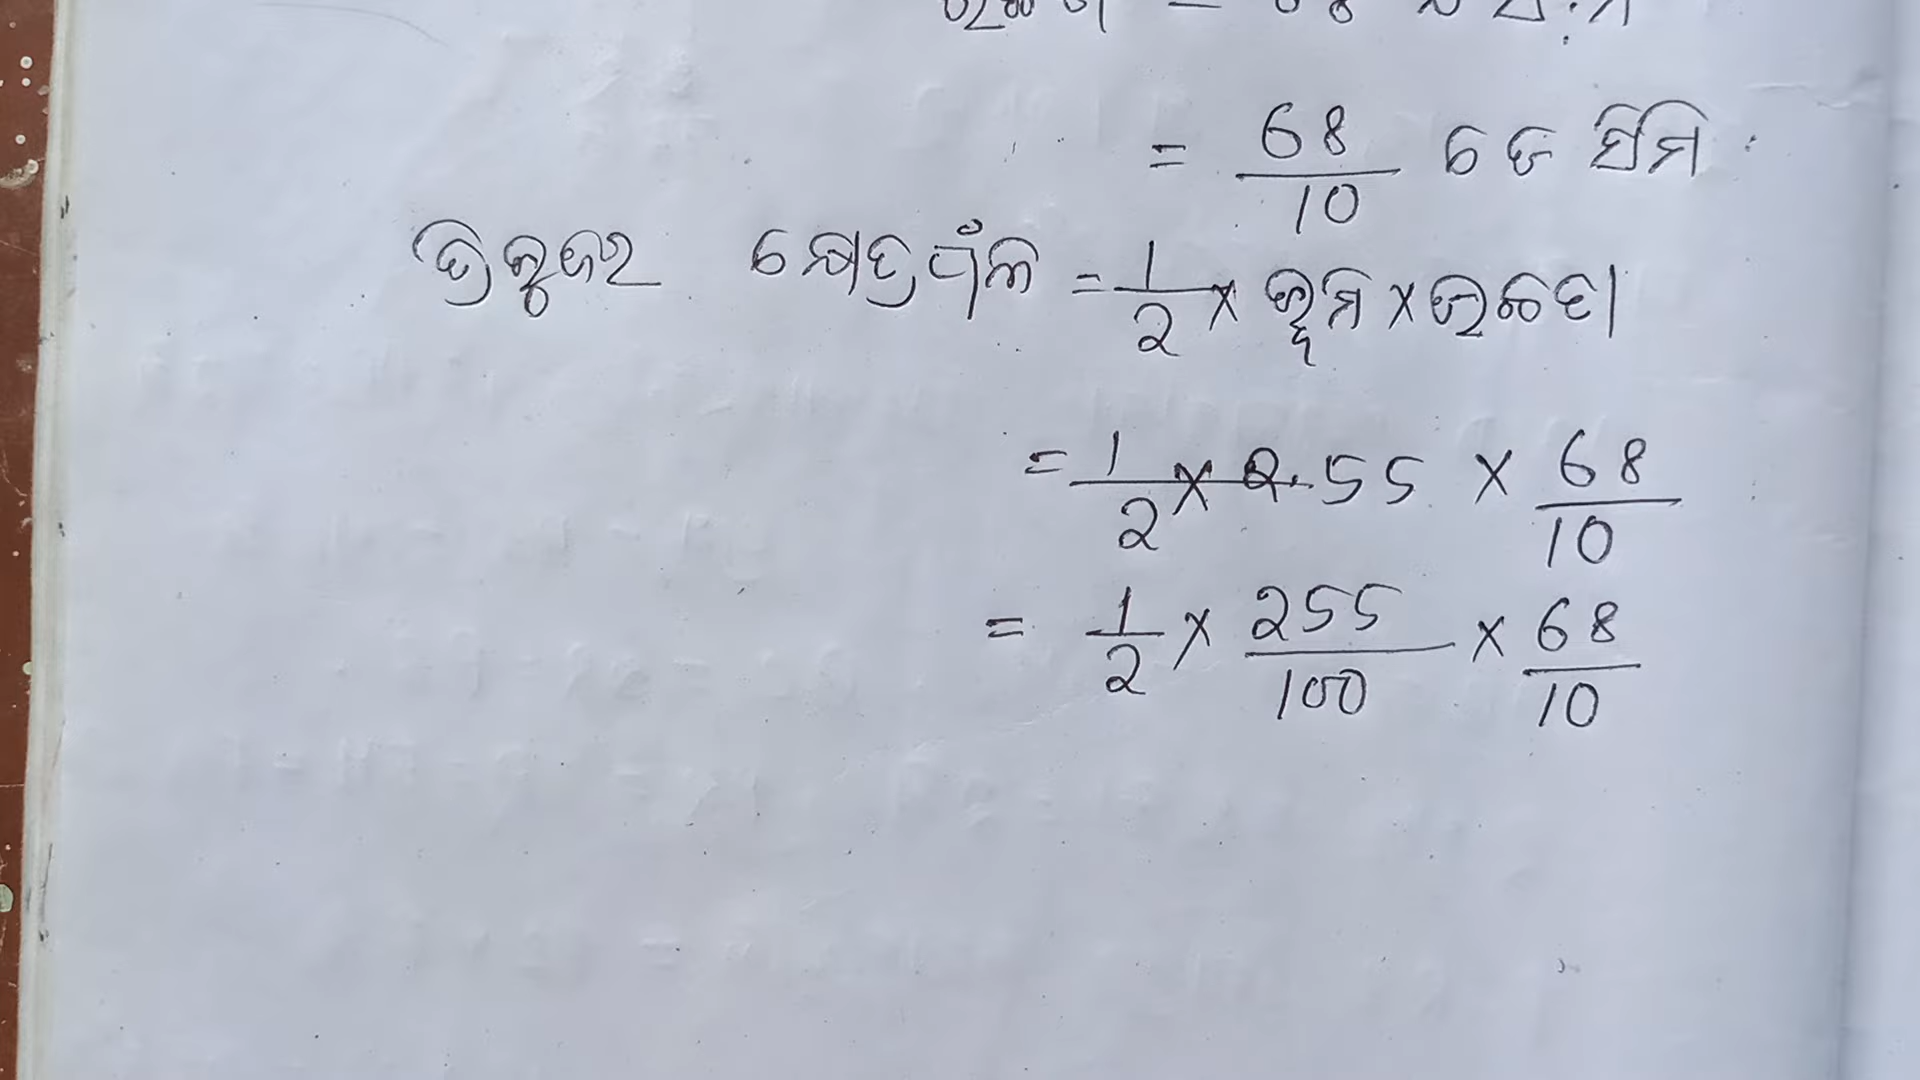 = 68/10 ଡେ ସିମି
ତ୍ରିଭୁଜର କ୍ଷେତ୍ରଫଳ = 1/2 × ଭୂମି × ଉଚ୍ଚତା
= 1/2 × 2.55 × 68/10
= 1/2 × 255/100 × 68/10